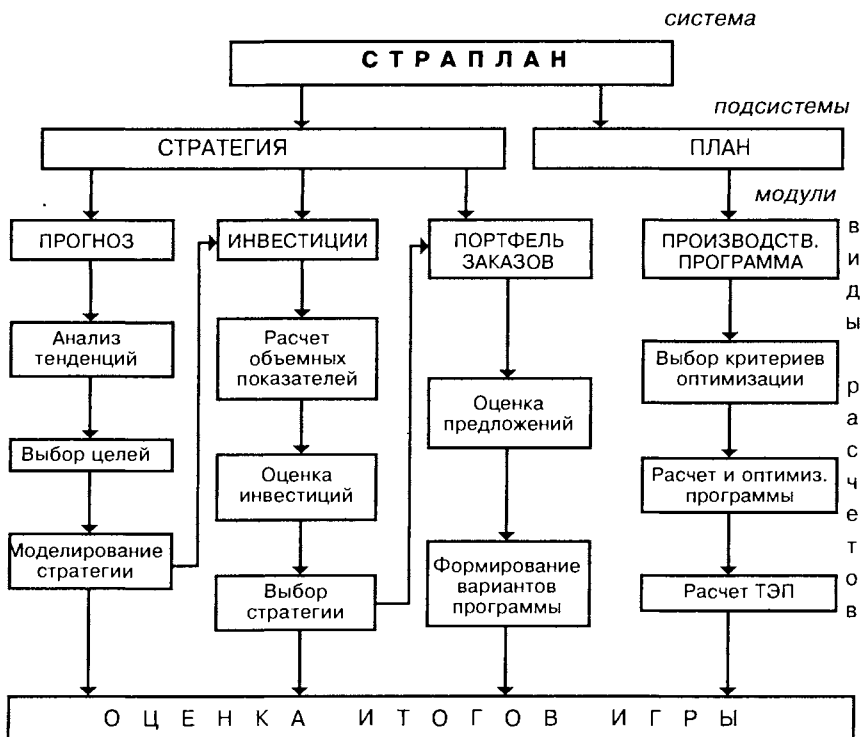 система
С Т Р А П Л А Н
подсистемы
СТРАТЕГИЯ
ПЛАН
модули
ПРОГНОЗ
ИНВЕСТИЦИИ
ПОРТФЕЛЬ
ЗАКАЗОВ
ПРОИЗВОДСТВ.
ПРОГРАММА
виды расчетов
Анализ
тенденций
Расчет
объемных
показателей
Выбор критериев
оптимизации
Оценка
предложений
Выбор целей
Оценка
инвестиций
Расчет и оптимиз.
программы
Моделирование
стратегии
Выбор
стратегии
Формирование
вариантов
программы
Расчет ТЭП
О Ц Е Н К А И Т О Г О В И Г Р Ы